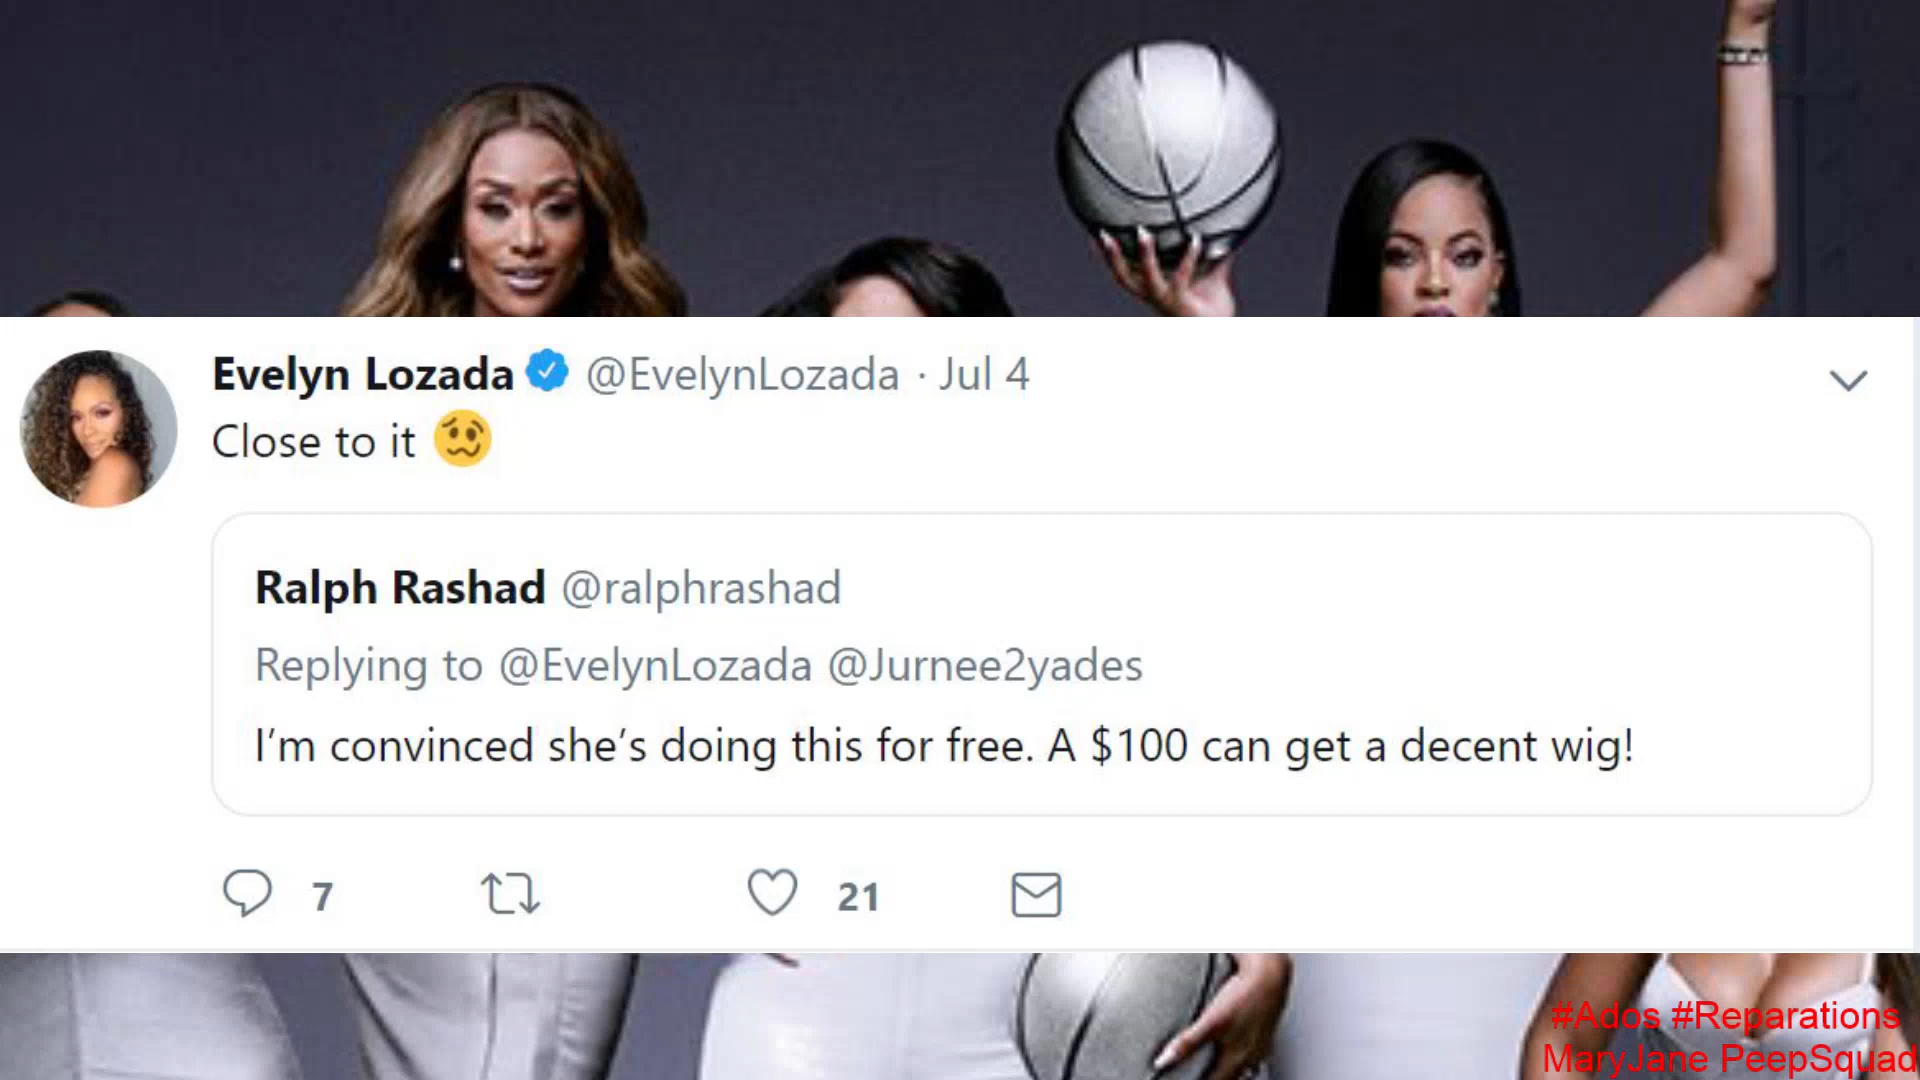 Evelyn Lozada @EvelynLozada · Jul 4
Close to it 🥴
Ralph Rashad @ralphrashad
Replying to @EvelynLozada @Jurnee2yades
I'm convinced she's doing this for free. A $100 can get a decent wig!
7 21
#Ados #Reparations
MaryJane PeepSquad